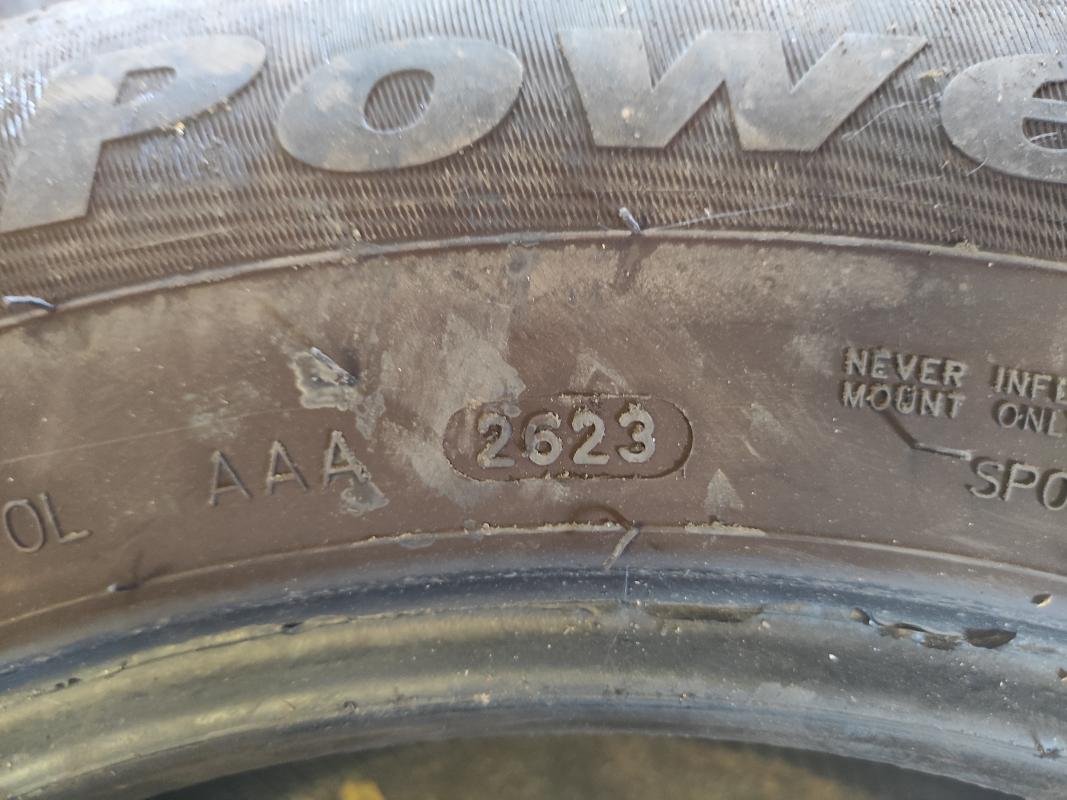 Powe
NEVER INFL
MOUNT ONL
OL AAA 2623 SPO